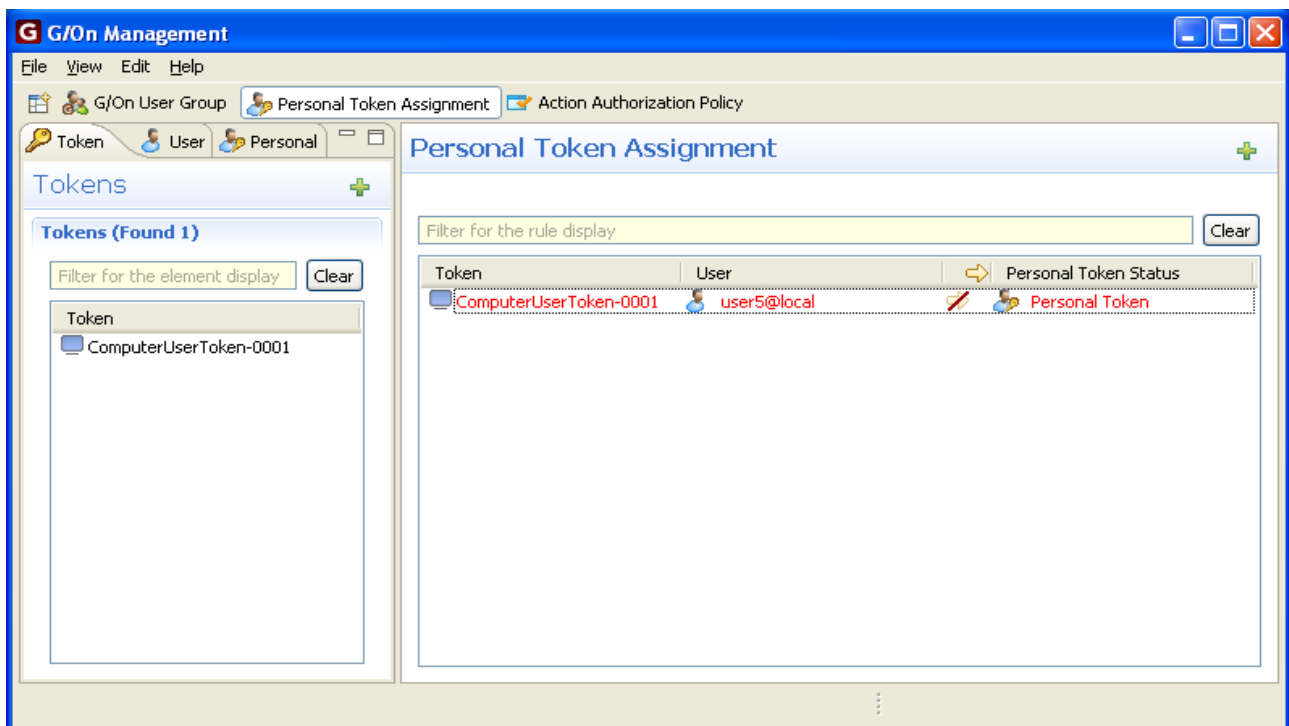 G/On Management
File View Edit Help
G/On User Group Personal Token Assignment Action Authorization Policy
Token User Personal
Tokens
Tokens (Found 1)
Filter for the element display Clear
Token
ComputerUserToken-0001
Personal Token Assignment
Filter for the rule display Clear
Token User Personal Token Status
ComputerUserToken-0001 user5@local Personal Token